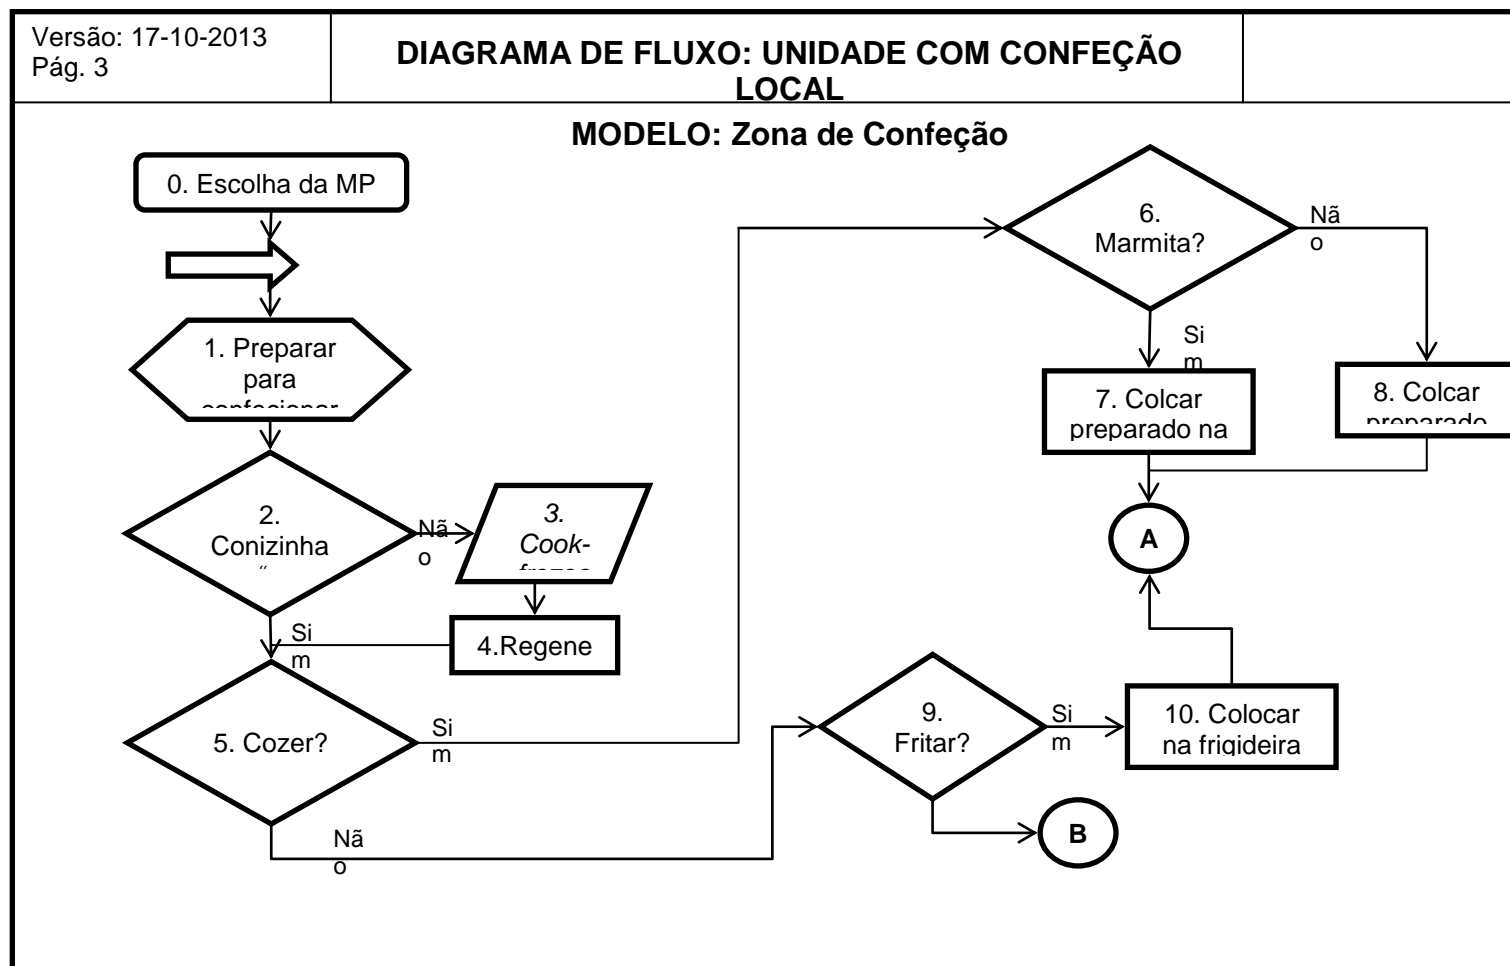 Versão: 17-10-2013
Pág. 3
DIAGRAMA DE FLUXO: UNIDADE COM CONFEÇÃO
LOCAL
MODELO: Zona de Confeção
0. Escolha da MP
1. Preparar
para
confecionar
2.
Conizinha
Nã
o
3.
Cook-
Si
m
4.Regene
5. Cozer?
Si
m
Nã
o
6.
Marmita?
Nã
o
Si
m
7. Colcar
preparado na
8. Colcar
preparado
A
9.
Fritar?
Si
m
10. Colocar
na frigideira
B